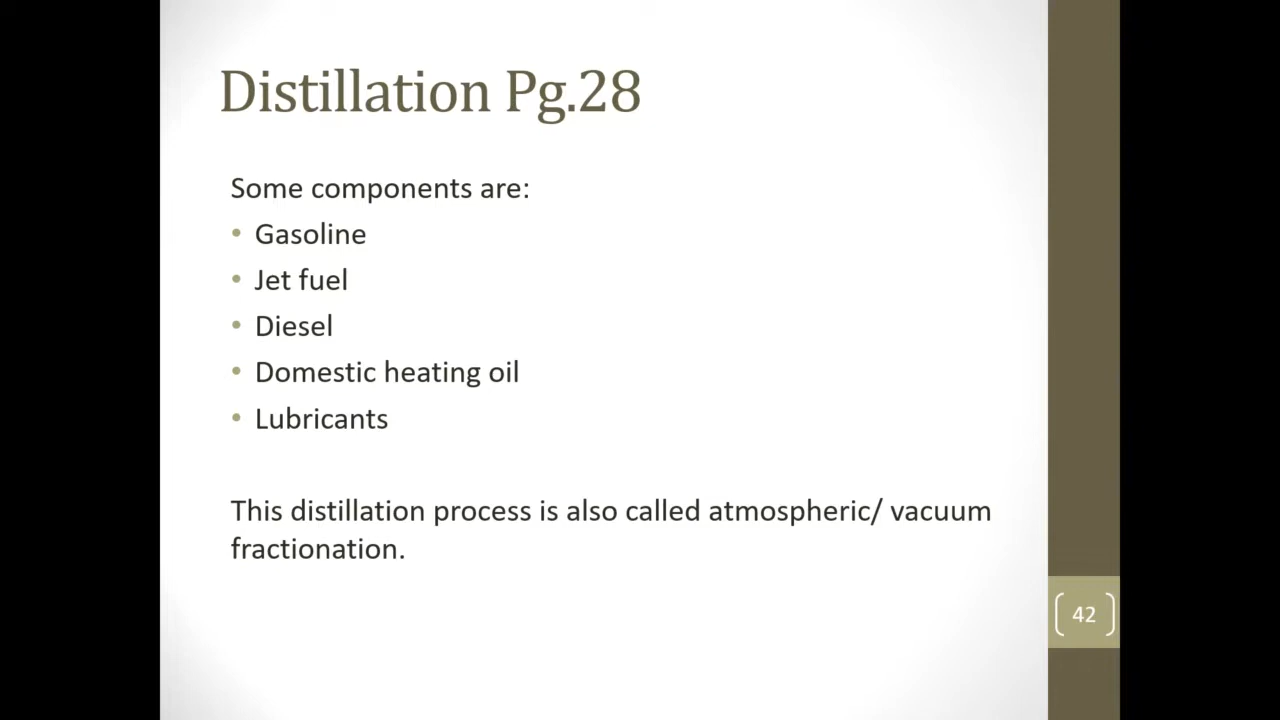 Distillation Pg.28
Some components are:
• Gasoline
• Jet fuel
• Diesel
• Domestic heating oil
• Lubricants
This distillation process is also called atmospheric/ vacuum
fractionation.
42